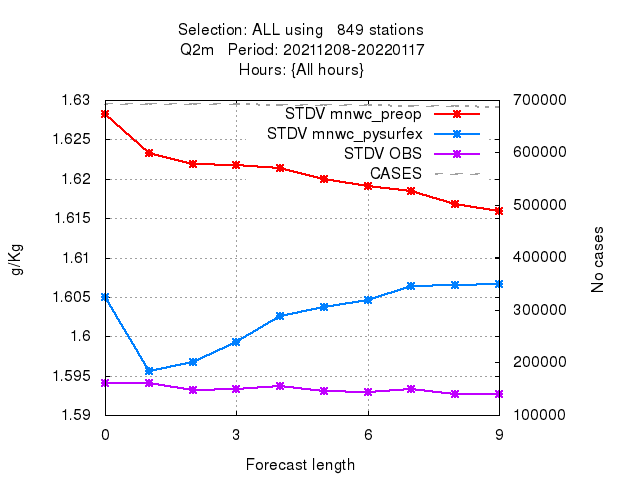 Selection: ALL using   849 stations
Q2m   Period: 20211208-20220117
Hours: {All hours}
1.63
1.625
1.62
1.615
1.61
1.605
1.6
1.595
1.59
g/Kg
STDV mnwc_preop
STDV mnwc_pysurfex
STDV OBS
CASES
700000
600000
500000
400000
300000
200000
100000
No cases
0 3 6 9
Forecast length